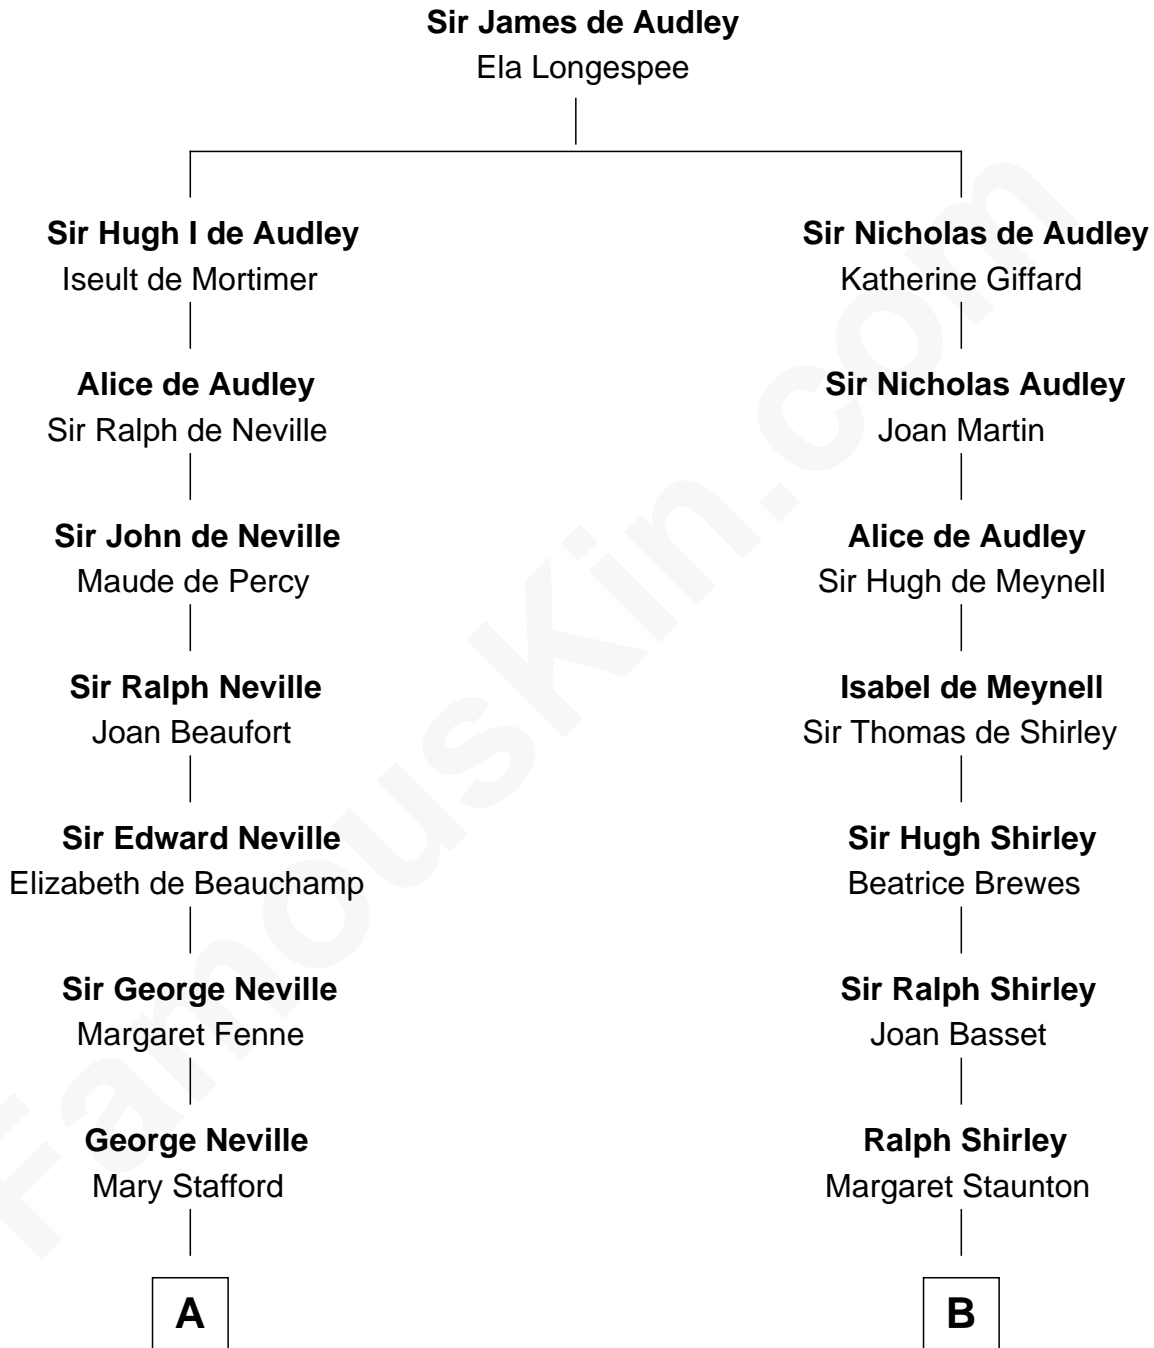 Sir James de Audley
Ela Longespee
Sir Hugh I de Audley
Iseult de Mortimer
Sir Nicholas de Audley
Katherine Giffard
Alice de Audley
Sir Ralph de Neville
Sir Nicholas Audley
Joan Martin
Sir John de Neville
Maude de Percy
Alice de Audley
Sir Hugh de Meynell
Sir Ralph Neville
Joan Beaufort
Isabel de Meynell
Sir Thomas de Shirley
Sir Edward Neville
Elizabeth de Beauchamp
Sir Hugh Shirley
Beatrice Brewes
Sir George Neville
Margaret Fenne
Sir Ralph Shirley
Joan Basset
George Neville
Mary Stafford
Ralph Shirley
Margaret Staunton
A
B
FamousKin.com